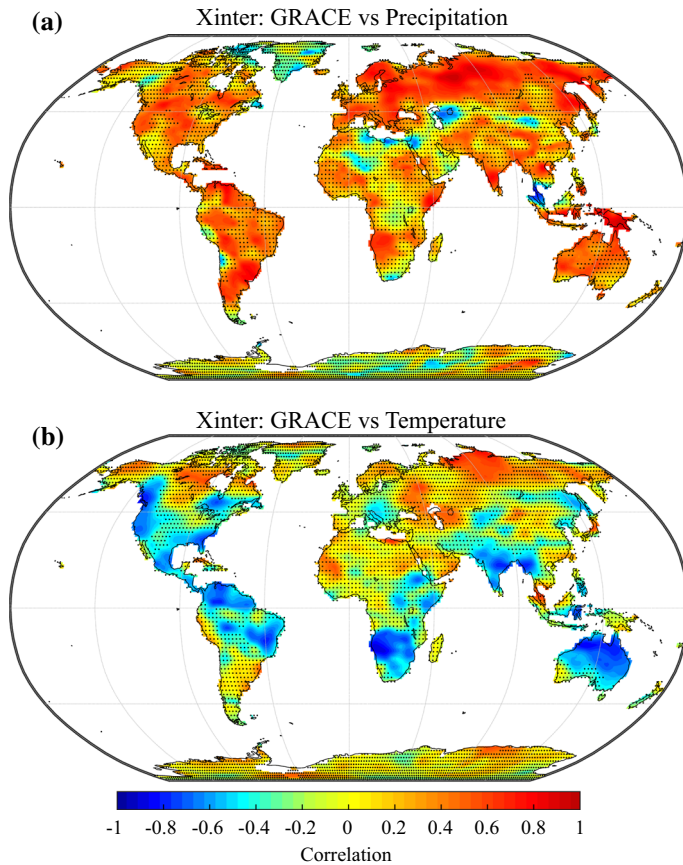 Xinter: GRACE vs Precipitation
(a)
Xinter: GRACE vs Temperature
(b)
-1 -0.8 -0.6 -0.4 -0.2 0 0.2 0.4 0.6 0.8 1
Correlation